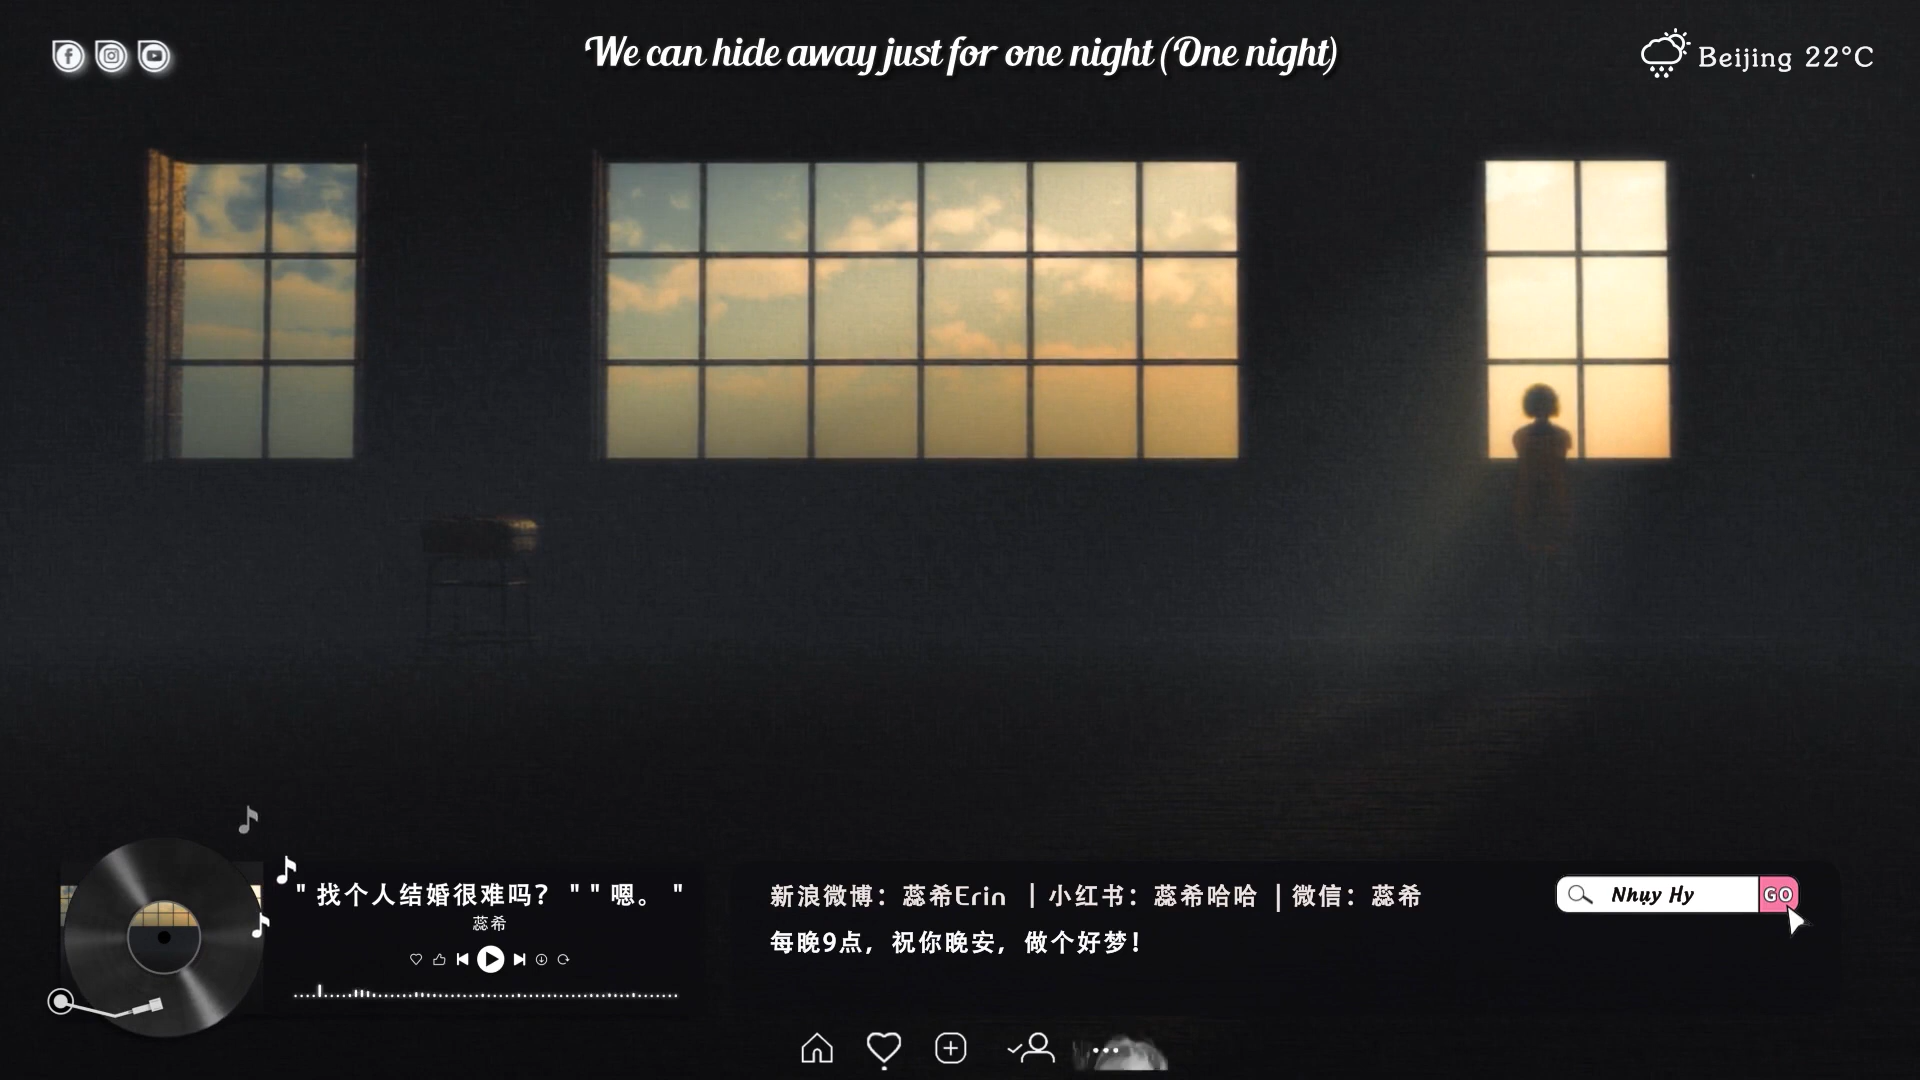 We can hide away just for one night (One night)
Beijing 22°C
" 找个人结婚很难吗？ " " 嗯。 "
蕊希
新浪微博：蕊希Erin ｜小红书：蕊希哈哈 ｜微信：蕊希
每晚9点，祝你晚安，做个好梦！
Nhụy Hy
GO